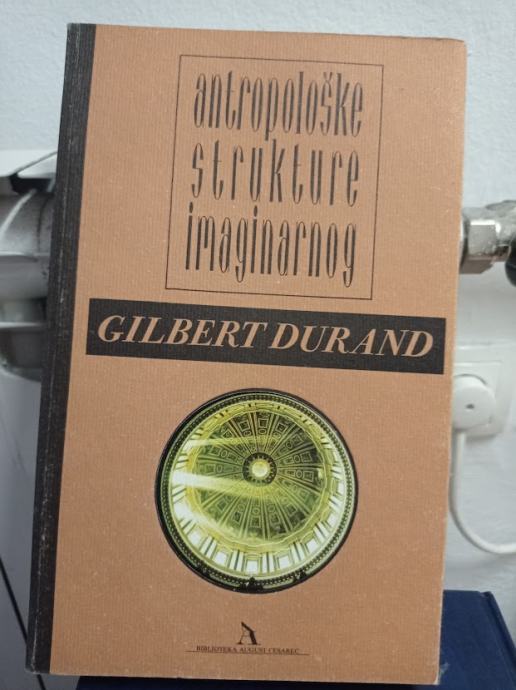 antropološke
strukture
imaginarnog
GILBERT DURAND
A
BIBLIOTEKA AUGUST CESAREC